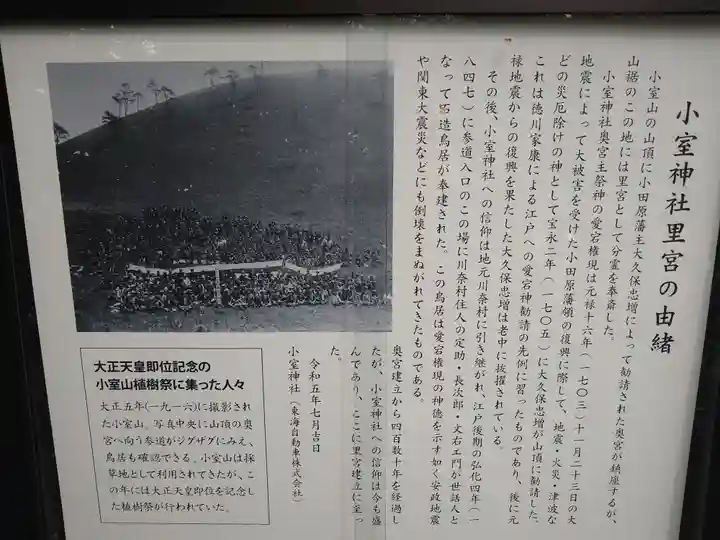 小室神社里宮の由緒
小室山の山頂に小田原藩主大久保忠増によって勧請された奥宮が鎮座するが、
山裾のこの地には里宮として分霊を奉斎した。
小室神社奥宮主祭神の愛宕権現は元禄十六年(一七〇三)十一月二十三日の大
地震によって大被害を受けた小田原藩領の復興に際して、地震・火災・津波な
どの災厄除けの神として宝永二年(一七〇五)に大久保忠増が山頂に勧請した。
これは徳川家康による江戸への愛宕神勧請の先例に習ったものであり、後に元
禄地震からの復興を果たした大久保忠増は老中に抜擢されている。
その後、小室神社への信仰は地元川奈村に引き継がれ、江戸後期の弘化四年(一
八四七)に参道入口のこの場に川奈村住人の定助・長次郎・文右エ門が世話人と
なって石造鳥居が奉建された。この鳥居は愛宕権現の神徳を示す如く安政地震
や関東大震災などにも倒壊をまぬがれてきたものである。
奥宮建立から四百数十年を経過し
たが、小室神社への信仰は今も盛
んであり、ここに里宮建立に至っ
た。
令和五年七月吉日
小室神社(東海自動車株式会社)
大正天皇即位記念の
小室山植樹祭に集った人々
大正五年(一九一六)に撮影され
た小室山。写真中央に山頂の奥
宮へ向う参道がジグザグにみえ、
鳥居も確認できる。小室山は採
草地として利用されてきたが、こ
の年には大正天皇即位を記念し
た植樹祭が行われていた。